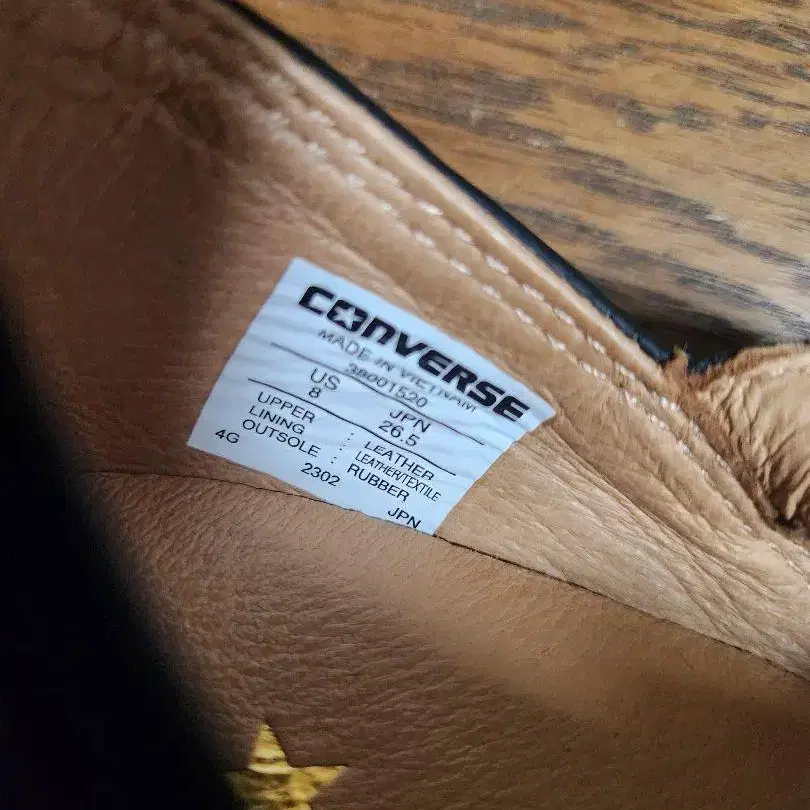 CONVERSE
MADE IN VIETNAM
38001520
US JPN
8 26.5
UPPER : LEATHER
LINING : LEATHER/TEXTILE
OUTSOLE : RUBBER
4G 2302 JPN